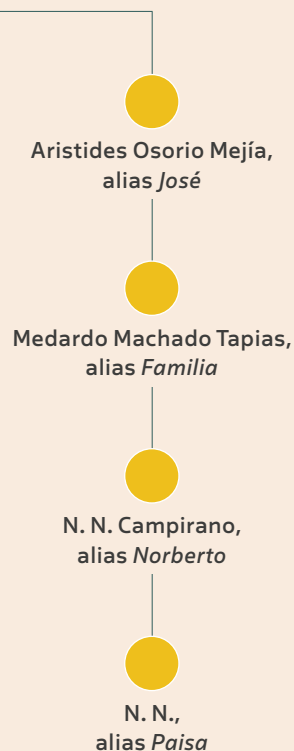 Aristides Osorio Mejía,
alias José
Medardo Machado Tapias,
alias Familia
N. N. Campirano,
alias Norberto
N. N.,
alias Paisa